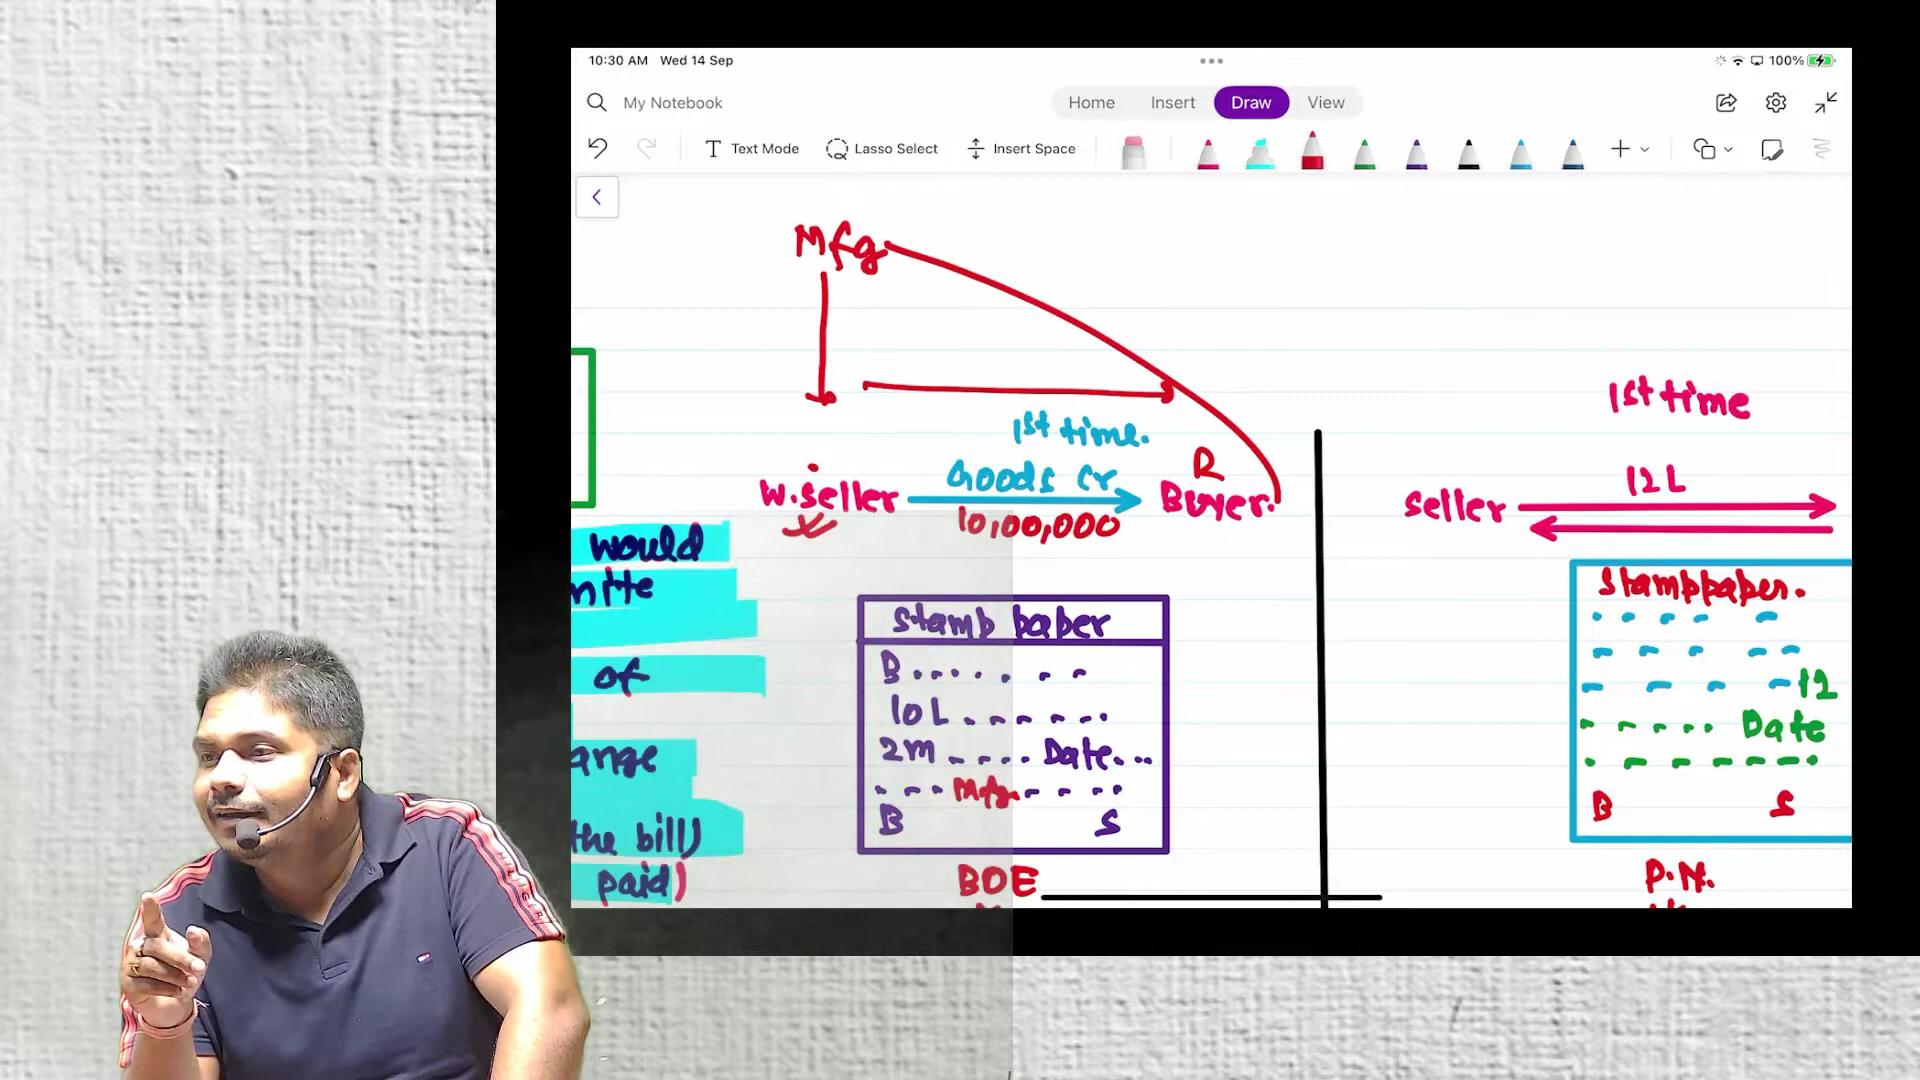 10:30 AM Wed 14 Sep
100%
My Notebook
Home Insert Draw View
Text Mode Lasso Select Insert Space
Mfg
1st time.
Goods cr
R
W.seller
Buyer.
10,00,000
1st time
12L
seller
would
of
ange
the bill)
paid)
stamp paper
B
10L
2M Date...
Mfg.
B S
BOE
Stamppaper.
12
Date
B S
P.N.